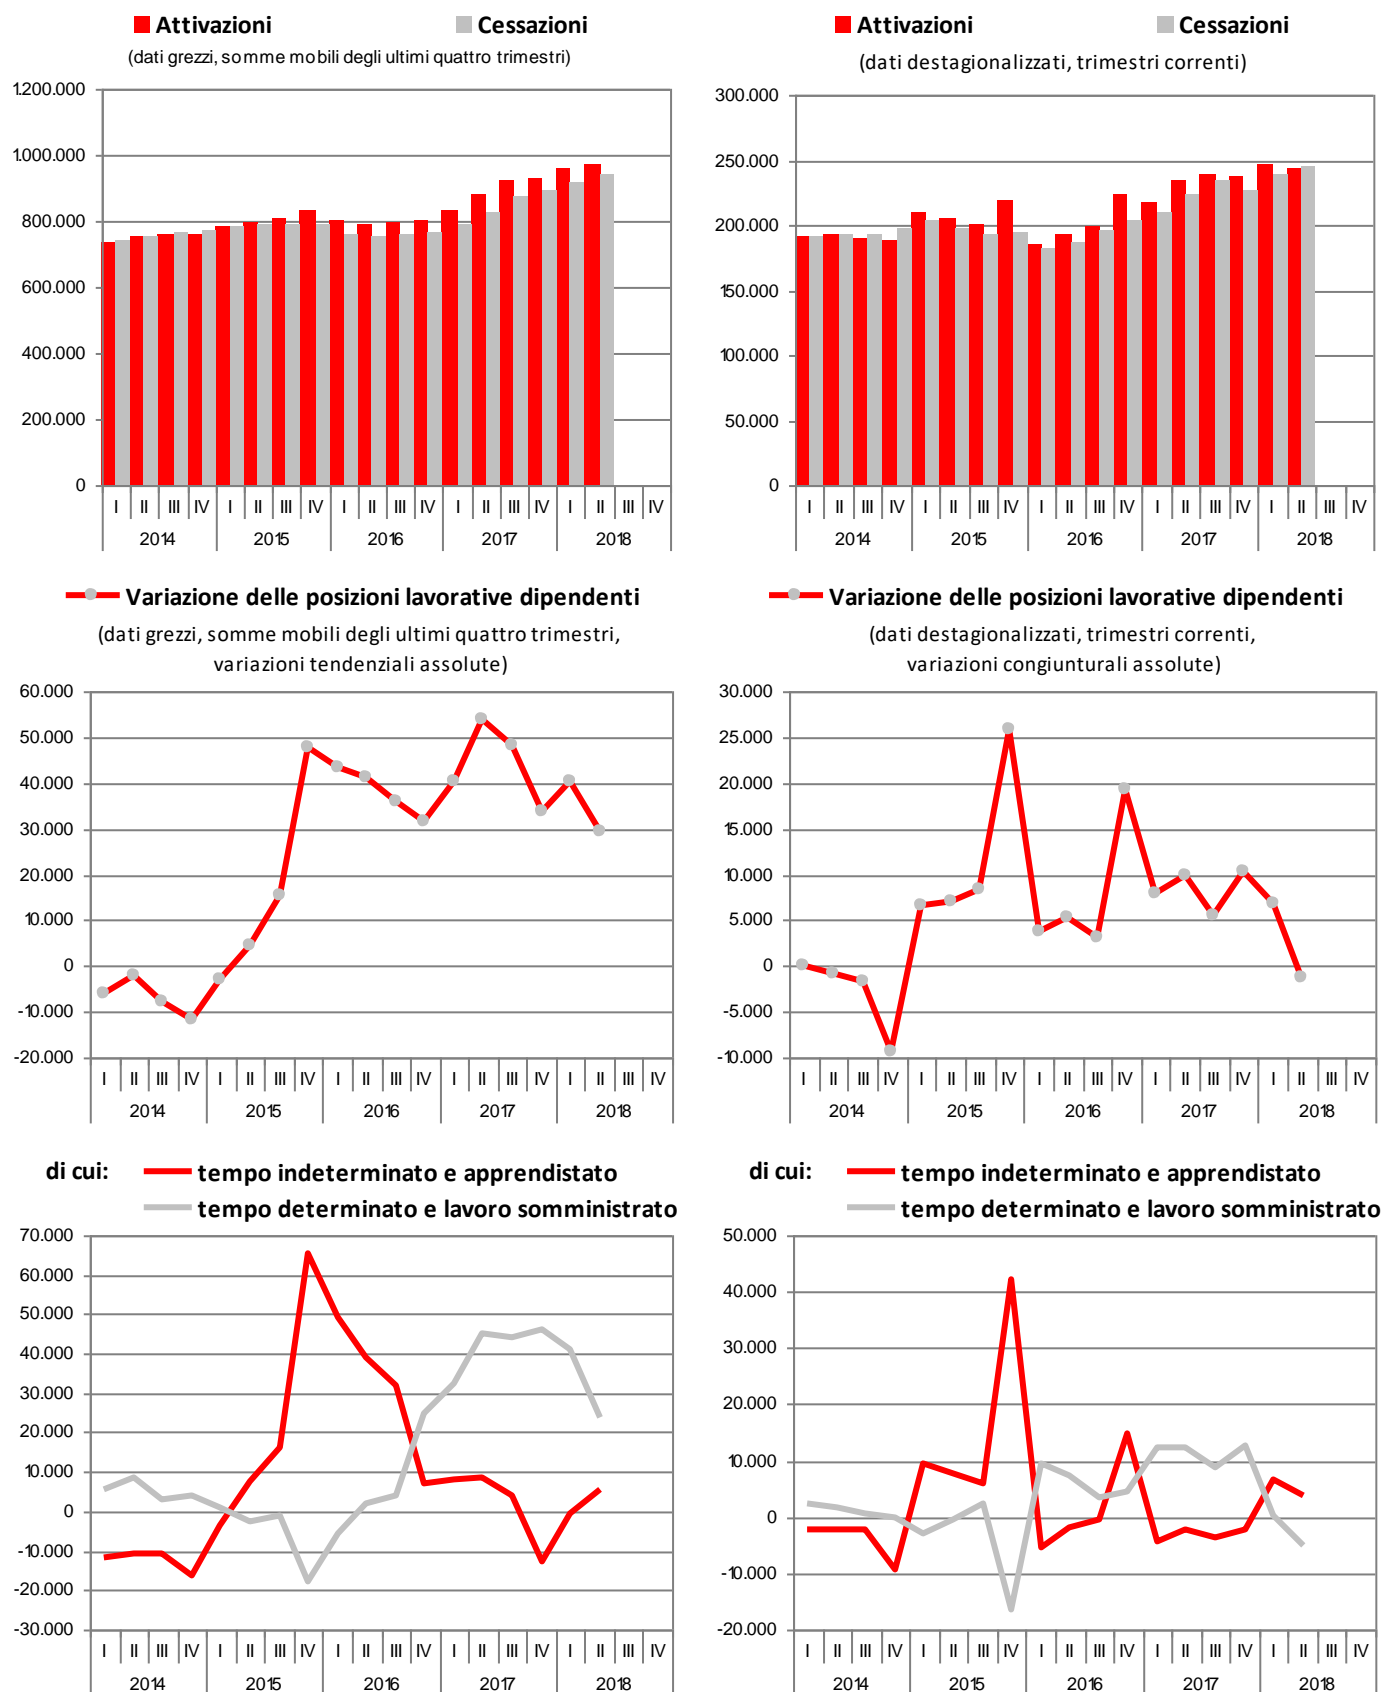 Attivazioni Cessazioni
(dati grezzi, somme mobili degli ultimi quattro trimestri)
1.200.000
1.000.000
800.000
600.000
400.000
200.000
0
I II III IV I II III IV I II III IV I II III IV I II III IV
2014 2015 2016 2017 2018
Attivazioni Cessazioni
(dati destagionalizzati, trimestri correnti)
300.000
250.000
200.000
150.000
100.000
50.000
0
I II III IV I II III IV I II III IV I II III IV I II III IV
2014 2015 2016 2017 2018
Variazione delle posizioni lavorative dipendenti
(dati grezzi, somme mobili degli ultimi quattro trimestri,
variazioni tendenziali assolute)
60.000
50.000
40.000
30.000
20.000
10.000
0
-10.000
-20.000
I II III IV I II III IV I II III IV I II III IV I II III IV
2014 2015 2016 2017 2018
Variazione delle posizioni lavorative dipendenti
(dati destagionalizzati, trimestri correnti,
variazioni congiunturali assolute)
30.000
25.000
20.000
15.000
10.000
5.000
0
-5.000
-10.000
I II III IV I II III IV I II III IV I II III IV I II III IV
2014 2015 2016 2017 2018
di cui: tempo indeterminato e apprendistato
tempo determinato e lavoro somministrato
70.000
60.000
50.000
40.000
30.000
20.000
10.000
0
-10.000
-20.000
-30.000
I II III IV I II III IV I II III IV I II III IV I II III IV
2014 2015 2016 2017 2018
di cui: tempo indeterminato e apprendistato
tempo determinato e lavoro somministrato
50.000
40.000
30.000
20.000
10.000
0
-10.000
-20.000
I II III IV I II III IV I II III IV I II III IV I II III IV
2014 2015 2016 2017 2018